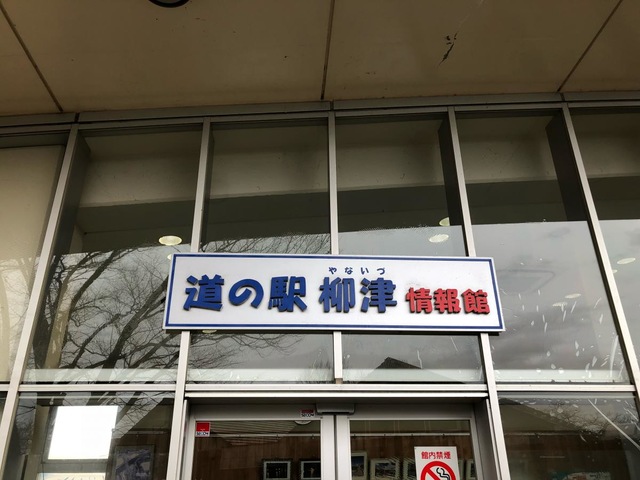 やないづ
道の駅 柳津 情報館
館内禁煙